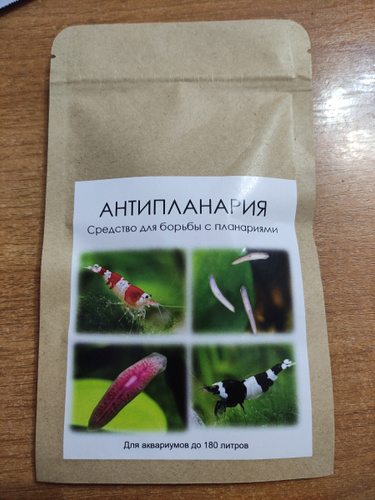 АНТИПЛАНАРИЯ
Средство для борьбы с планариями
Для аквариумов до 180 литров